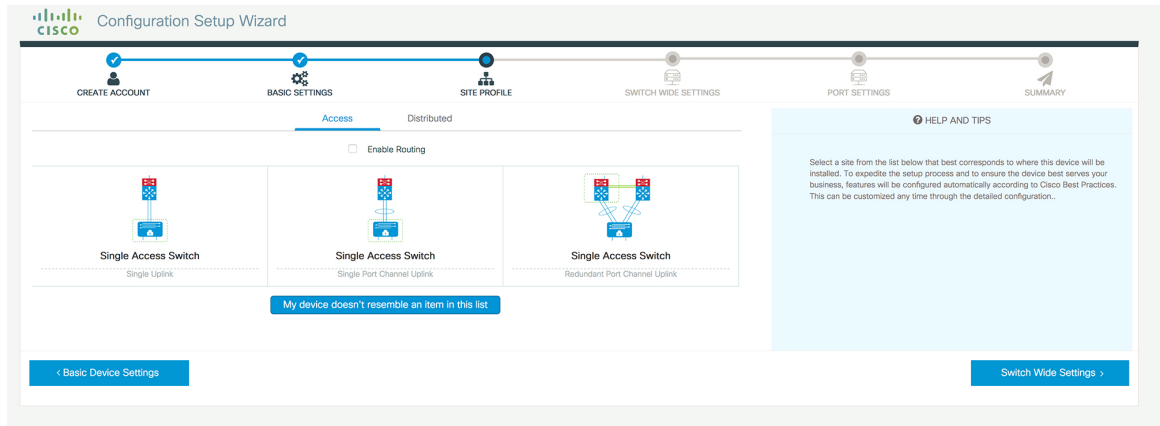 CISCO Configuration Setup Wizard
CREATE ACCOUNT
BASIC SETTINGS
SITE PROFILE
SWITCH WIDE SETTINGS
PORT SETTINGS
SUMMARY
Access
Distributed
Enable Routing
Single Access Switch
Single Uplink
Single Access Switch
Single Port Channel Uplink
Single Access Switch
Redundant Port Channel Uplink
My device doesn't resemble an item in this list
? HELP AND TIPS
Select a site from the list below that best corresponds to where this device will be
installed. To expedite the setup process and to ensure the device best serves your
business, features will be configured automatically according to Cisco Best Practices.
This can be customized any time through the detailed configuration..
< Basic Device Settings
Switch Wide Settings >